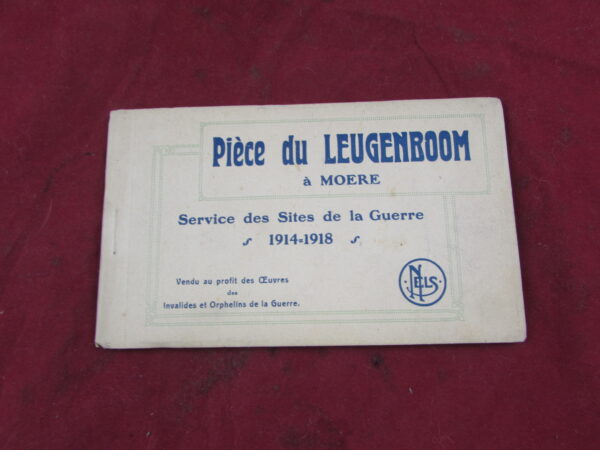 Pièce du LEUGENBOOM
à MOERE
Service des Sites de la Guerre
1914-1918
Vendu au profit des Œuvres
des
Invalides et Orphelins de la Guerre.
NELS